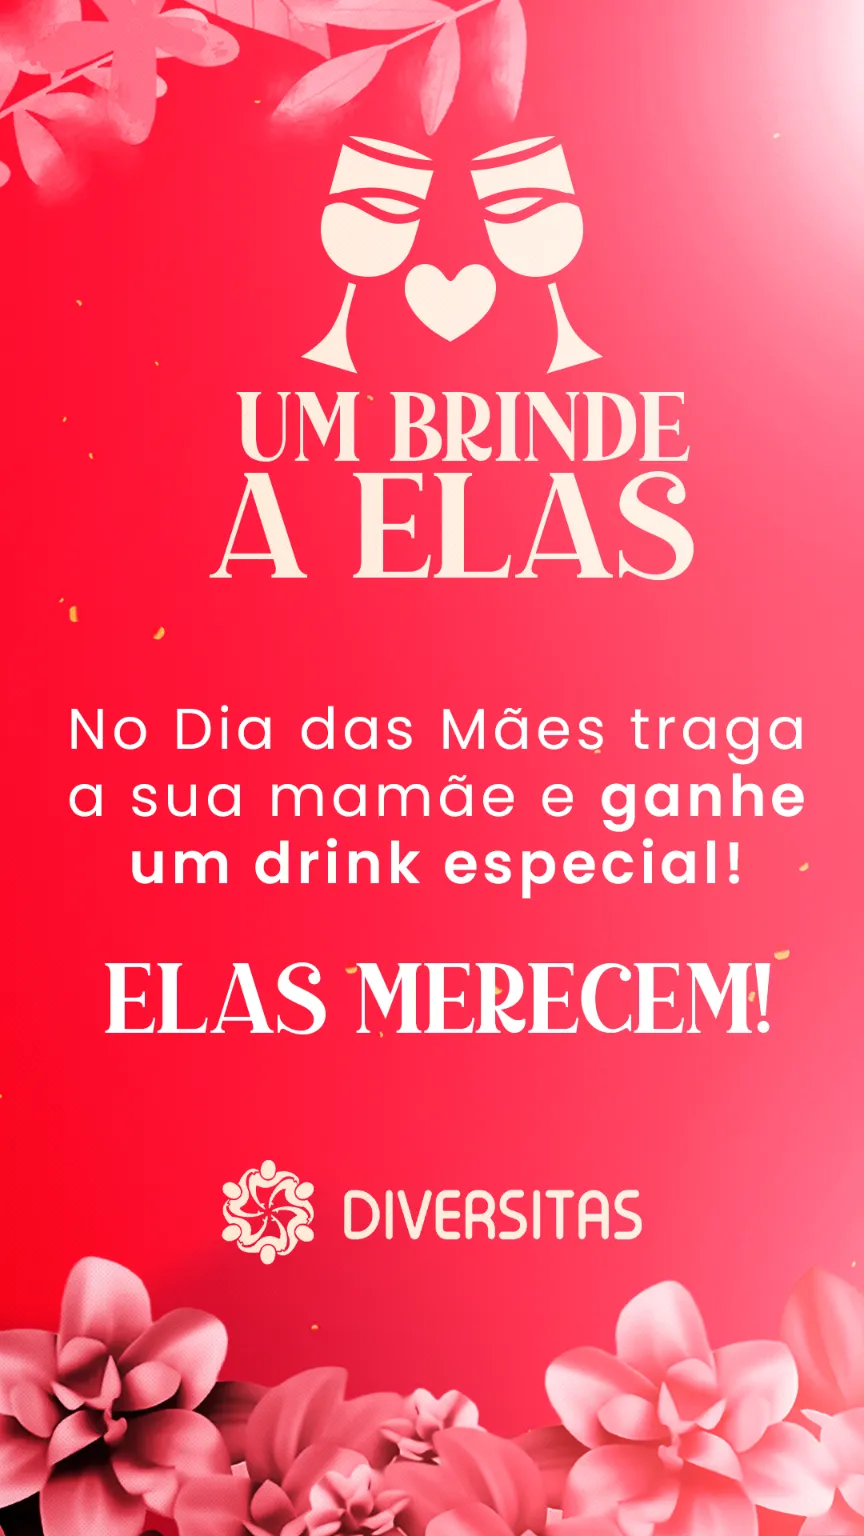 UM BRINDE
A ELAS
No Dia das Mães traga
a sua mamãe e ganhe
um drink especial!
ELAS MERECEM!
DIVERSITAS